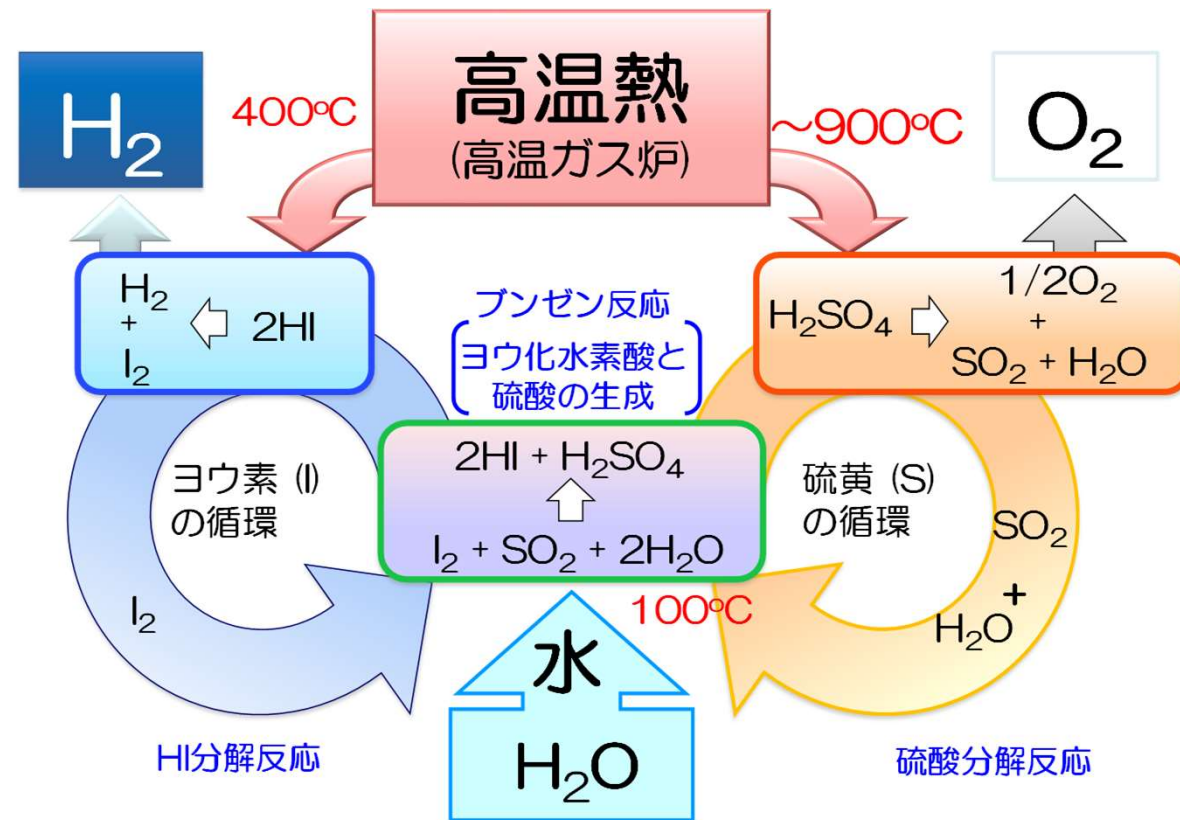 高温熱
(高温ガス炉)
H₂
400℃
～900℃
O₂
H₂
+
I₂
2HI
ブンゼン反応
ヨウ化水素酸と
硫酸の生成
H₂SO₄
1/2O₂
+
SO₂ + H₂O
2HI + H₂SO₄
I₂ + SO₂ + 2H₂O
ヨウ素 (I)
の循環
硫黄 (S)
の循環
I₂
SO₂
+
H₂O
100℃
水
H₂O
HI分解反応
硫酸分解反応